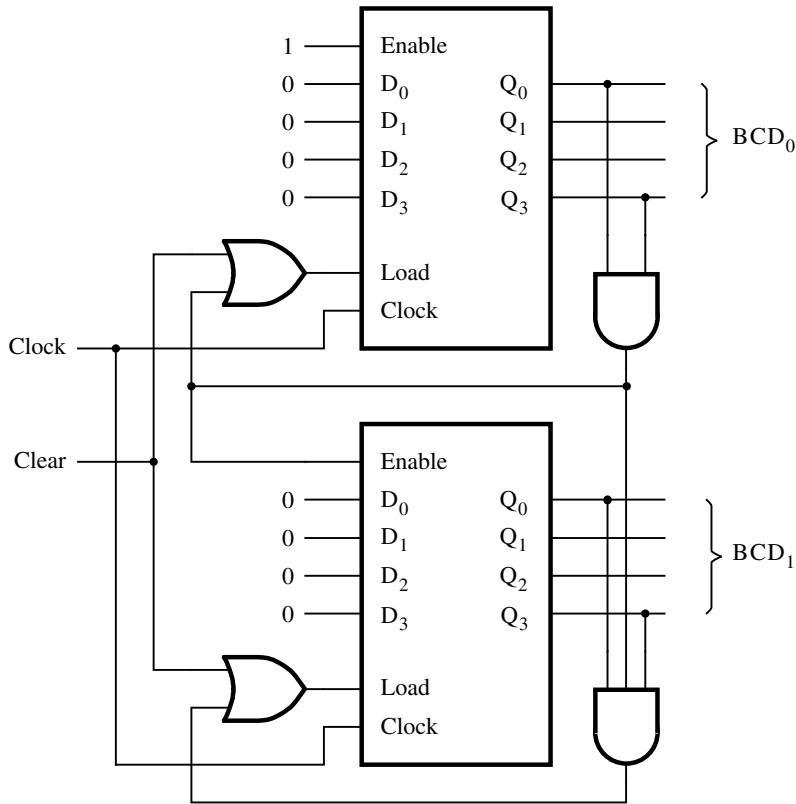 1 Enable
0 D0 Q0
0 D1 Q1
0 D2 Q2
0 D3 Q3
BCD0
Load
Clock
Clock
Clear
Enable
0 D0 Q0
0 D1 Q1
0 D2 Q2
0 D3 Q3
BCD1
Load
Clock